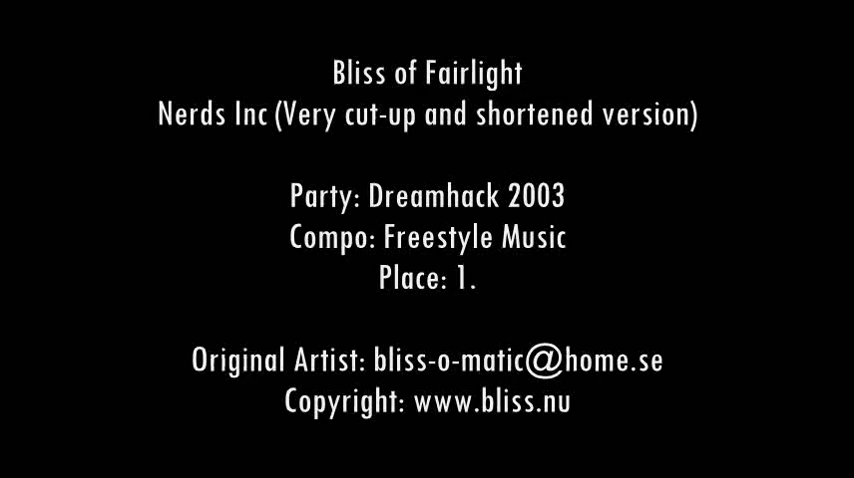 Bliss of Fairlight
Nerds Inc (Very cut-up and shortened version)
Party: Dreamhack 2003
Compo: Freestyle Music
Place: 1.
Original Artist: bliss-o-matic@home.se
Copyright: www.bliss.nu